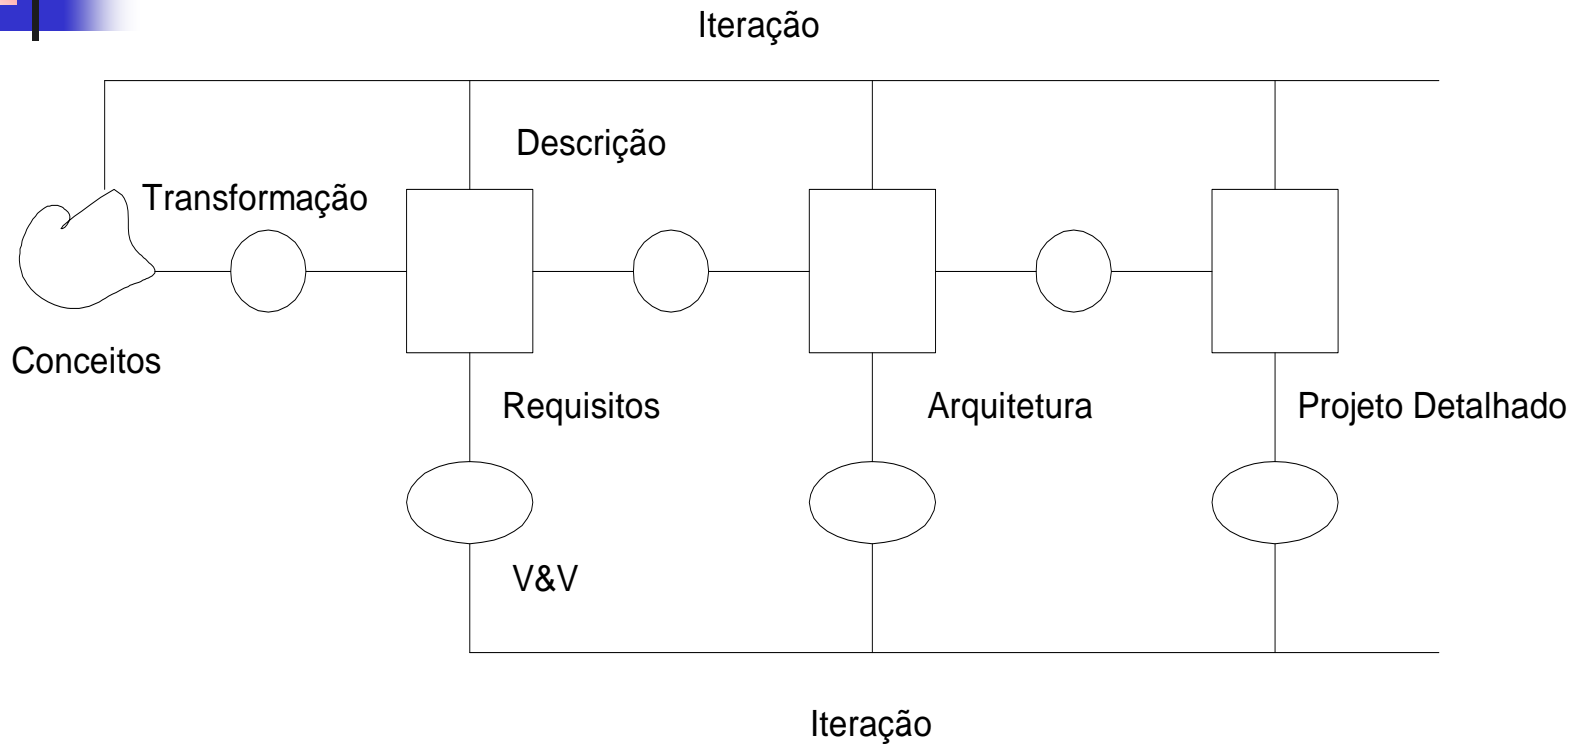 Iteração
Descrição
Transformação
Conceitos
Requisitos
Arquitetura
Projeto Detalhado
V&V
Iteração